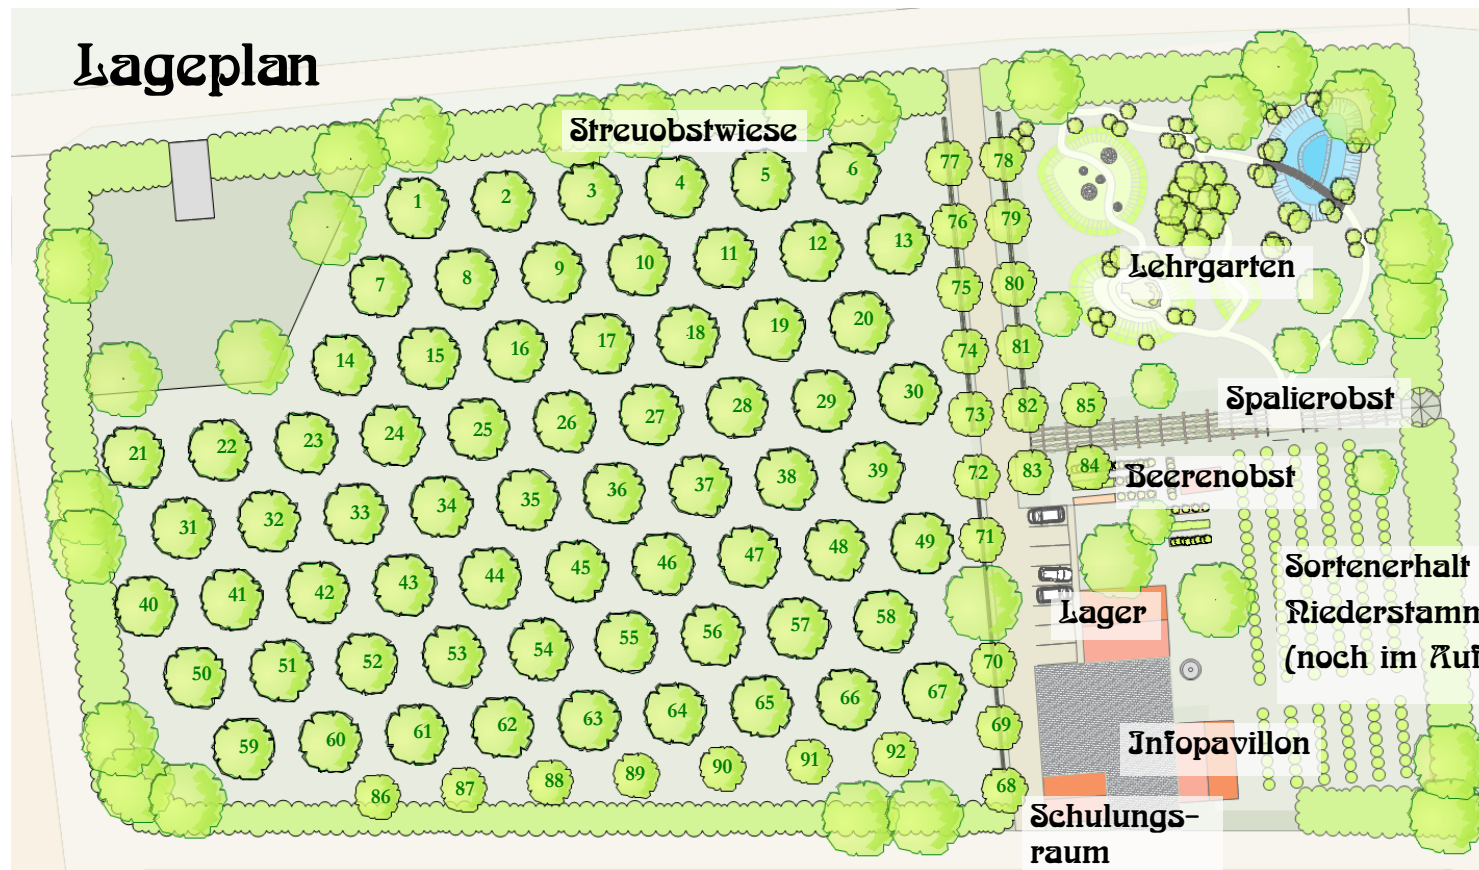 Lageplan
Streuobstwiese
1 2 3 4 5 6
77 78
7 8 9 10 11 12 13
76 79
Lehrgarten
14 15 16 17 18 19 20
75 80
74 81
21 22 23 24 25 26 27 28 29 30
73 82 85
Spalierobst
31 32 33 34 35 36 37 38 39
72 83 84
Beerenobst
40 41 42 43 44 45 46 47 48 49
71
Sortenerhalt
Niederstamm
(noch im Auf
Lager
50 51 52 53 54 55 56 57 58
70
59 60 61 62 63 64 65 66 67
69
Infopavillon
86 87 88 89 90 91 92
68
Schulungs-
raum